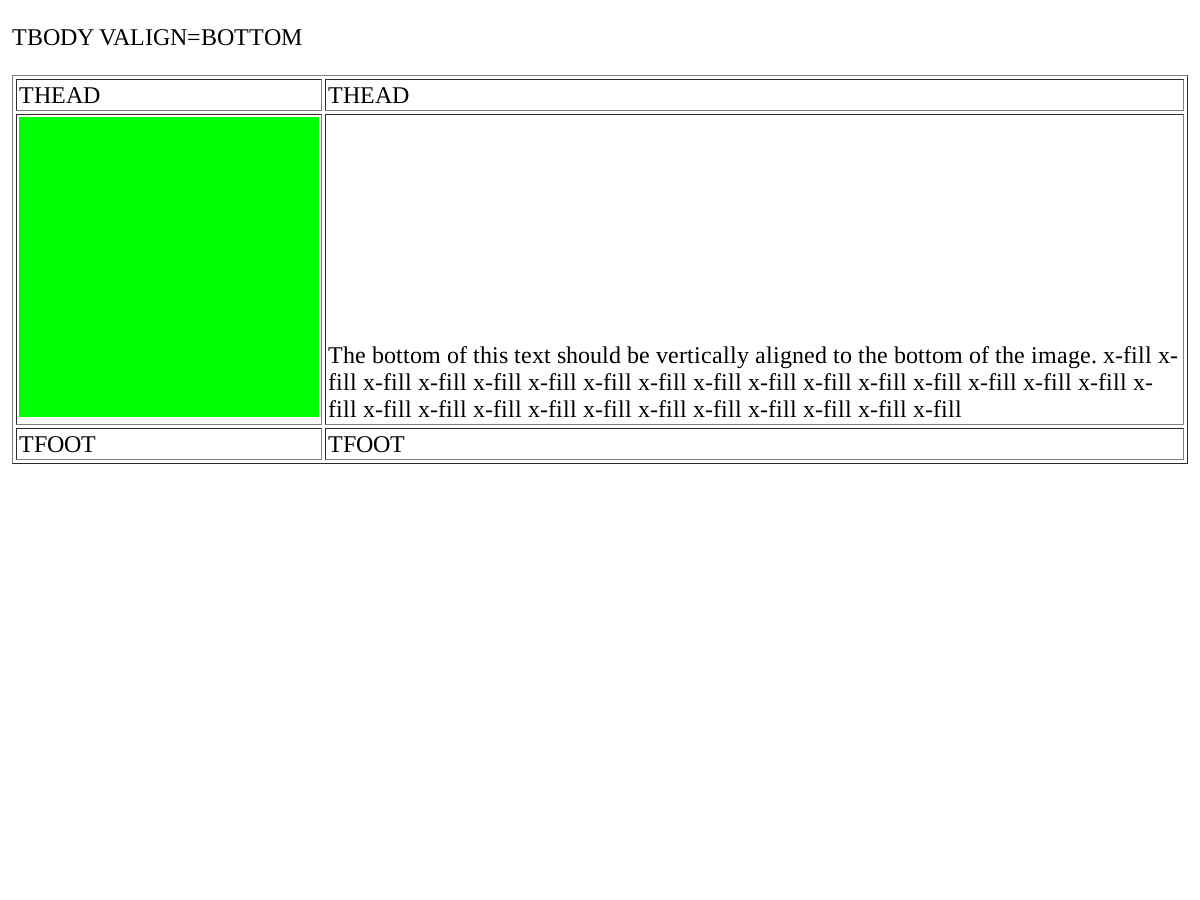 TBODY VALIGN=BOTTOM
THEAD THEAD
The bottom of this text should be vertically aligned to the bottom of the image. x-fill x-
fill x-fill x-fill x-fill x-fill x-fill x-fill x-fill x-fill x-fill x-fill x-fill x-fill x-fill x-fill x-
fill x-fill x-fill x-fill x-fill x-fill x-fill x-fill x-fill x-fill x-fill x-fill
TFOOT TFOOT